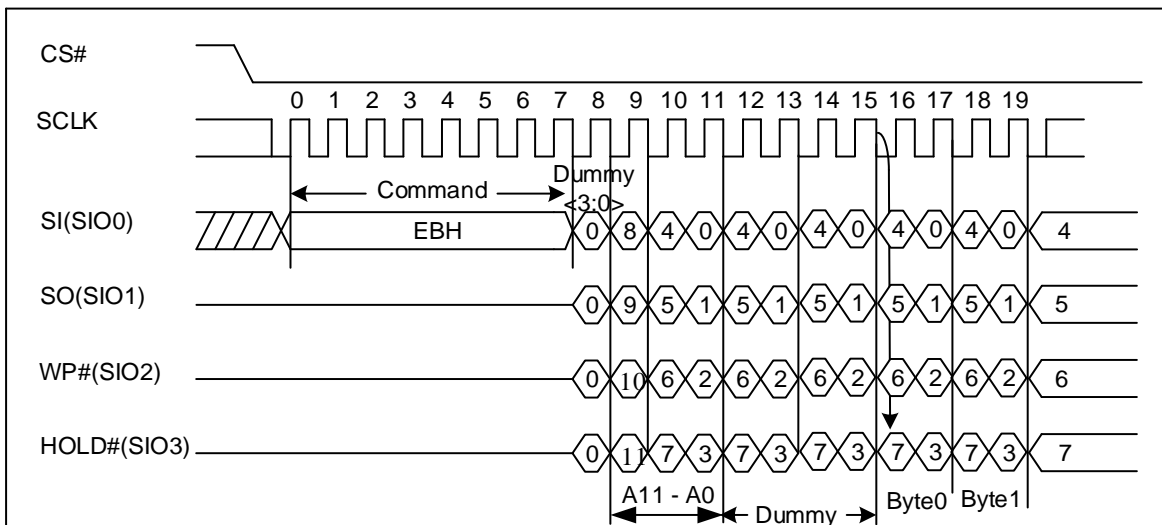 CS#
0 1 2 3 4 5 6 7 8 9 10 11 12 13 14 15 16 17 18 19
SCLK
Command
Dummy
<3:0>
SI(SIO0)
EBH 0 8 4 0 4 0 4 0 4 0 4 0 4
SO(SIO1)
0 9 5 1 5 1 5 1 5 1 5 1 5
WP#(SIO2)
0 10 6 2 6 2 6 2 6 2 6 2 6
HOLD#(SIO3)
0 11 7 3 7 3 7 3 7 3 7 3 7
A11 - A0
Dummy
Byte0 Byte1